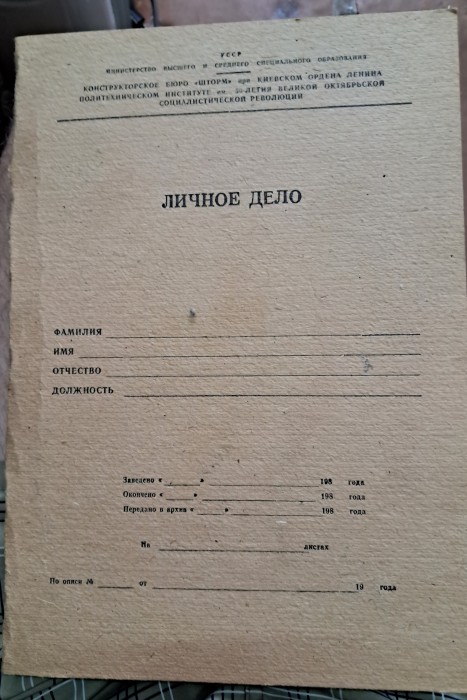 УССР
МИНИСТЕРСТВО ВЫСШЕГО И СРЕДНЕГО СПЕЦИАЛЬНОГО ОБРАЗОВАНИЯ
КОНСТРУКТОРСКОЕ БЮРО «ШТОРМ» при КИЕВСКОМ ОРДЕНА ЛЕНИНА
ПОЛИТЕХНИЧЕСКОМ ИНСТИТУТЕ им. 50-ЛЕТИЯ ВЕЛИКОЙ ОКТЯБРЬСКОЙ
СОЦИАЛИСТИЧЕСКОЙ РЕВОЛЮЦИИ
ЛИЧНОЕ ДЕЛО
ФАМИЛИЯ
ИМЯ
ОТЧЕСТВО
ДОЛЖНОСТЬ
Заведено « » 198 года
Окончено « » 198 года
Передано в архив « » 198 года
На листах
По описи № от 19 года